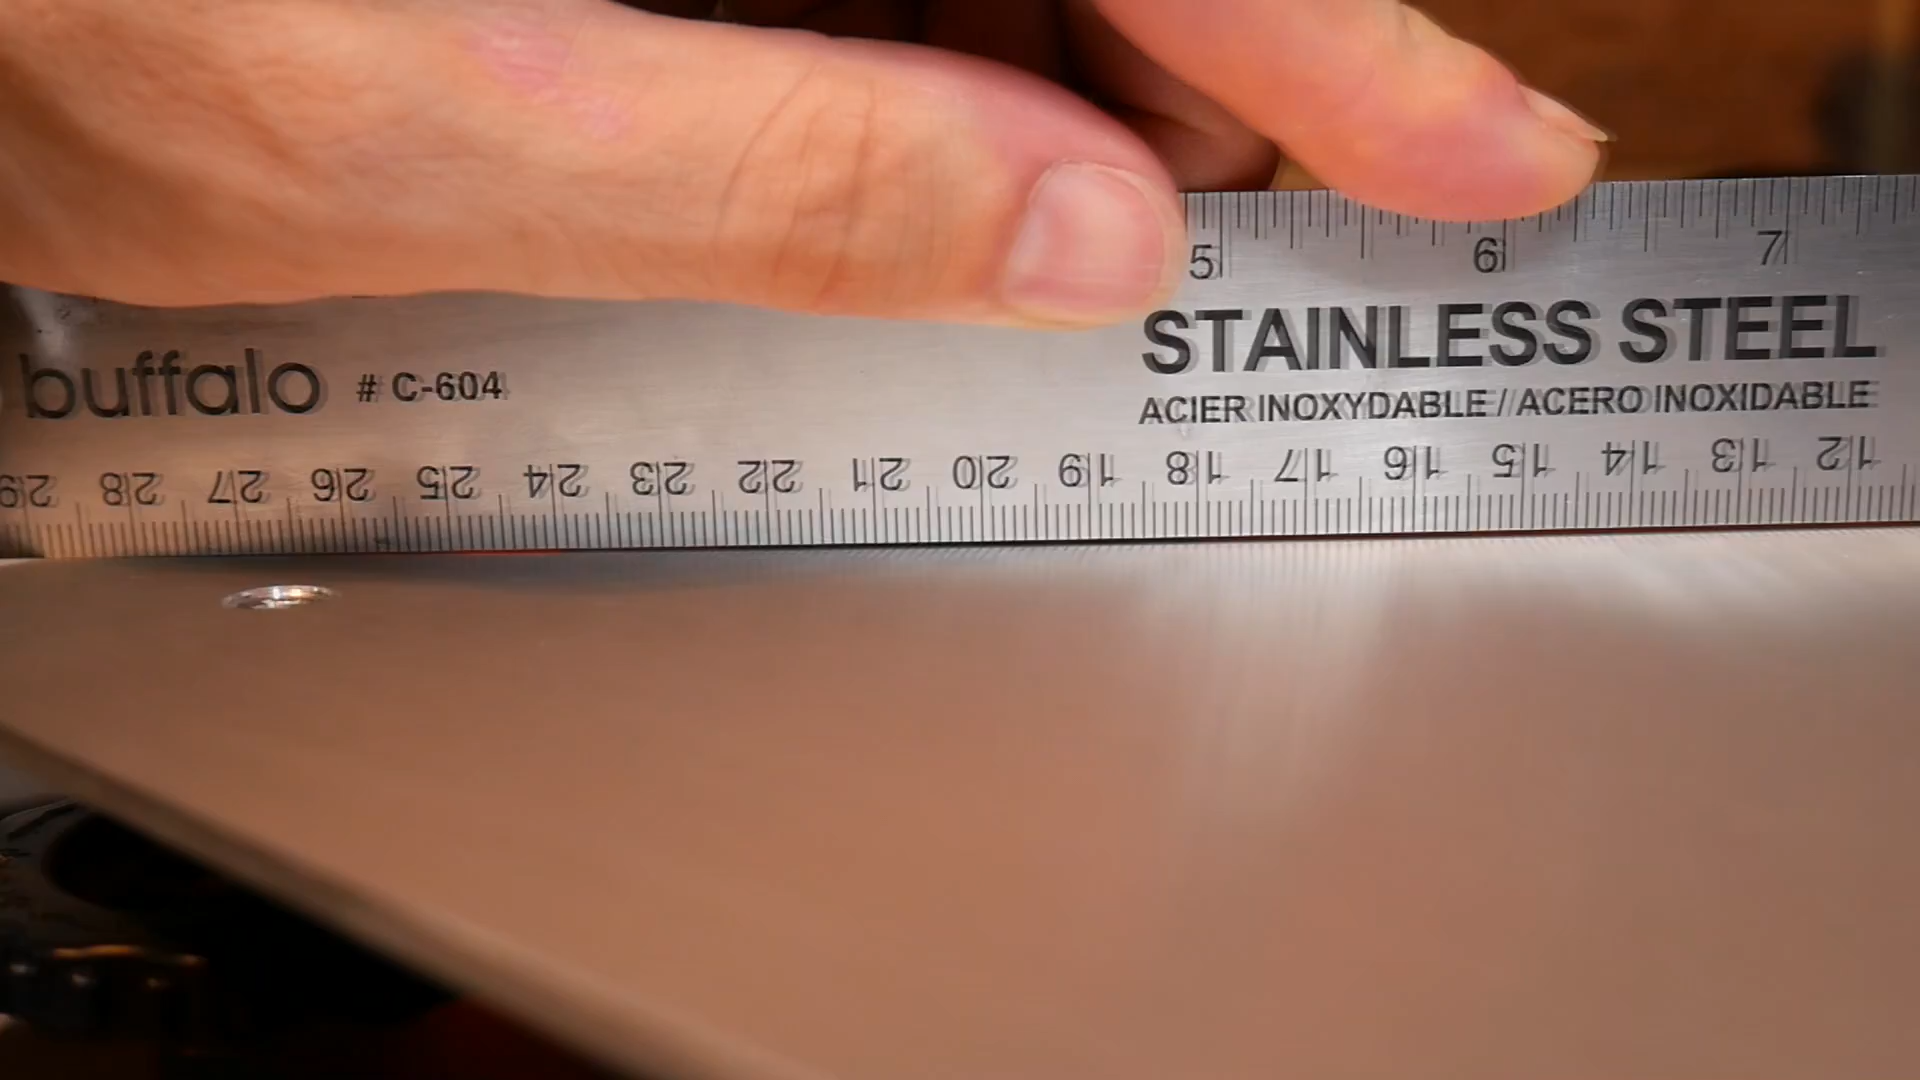 5 6 7
STAINLESS STEEL
buffalo # C-604
ACIER INOXYDABLE // ACERO INOXIDABLE
29 28 27 26 25 24 23 22 21 20 19 18 17 16 15 14 13 12